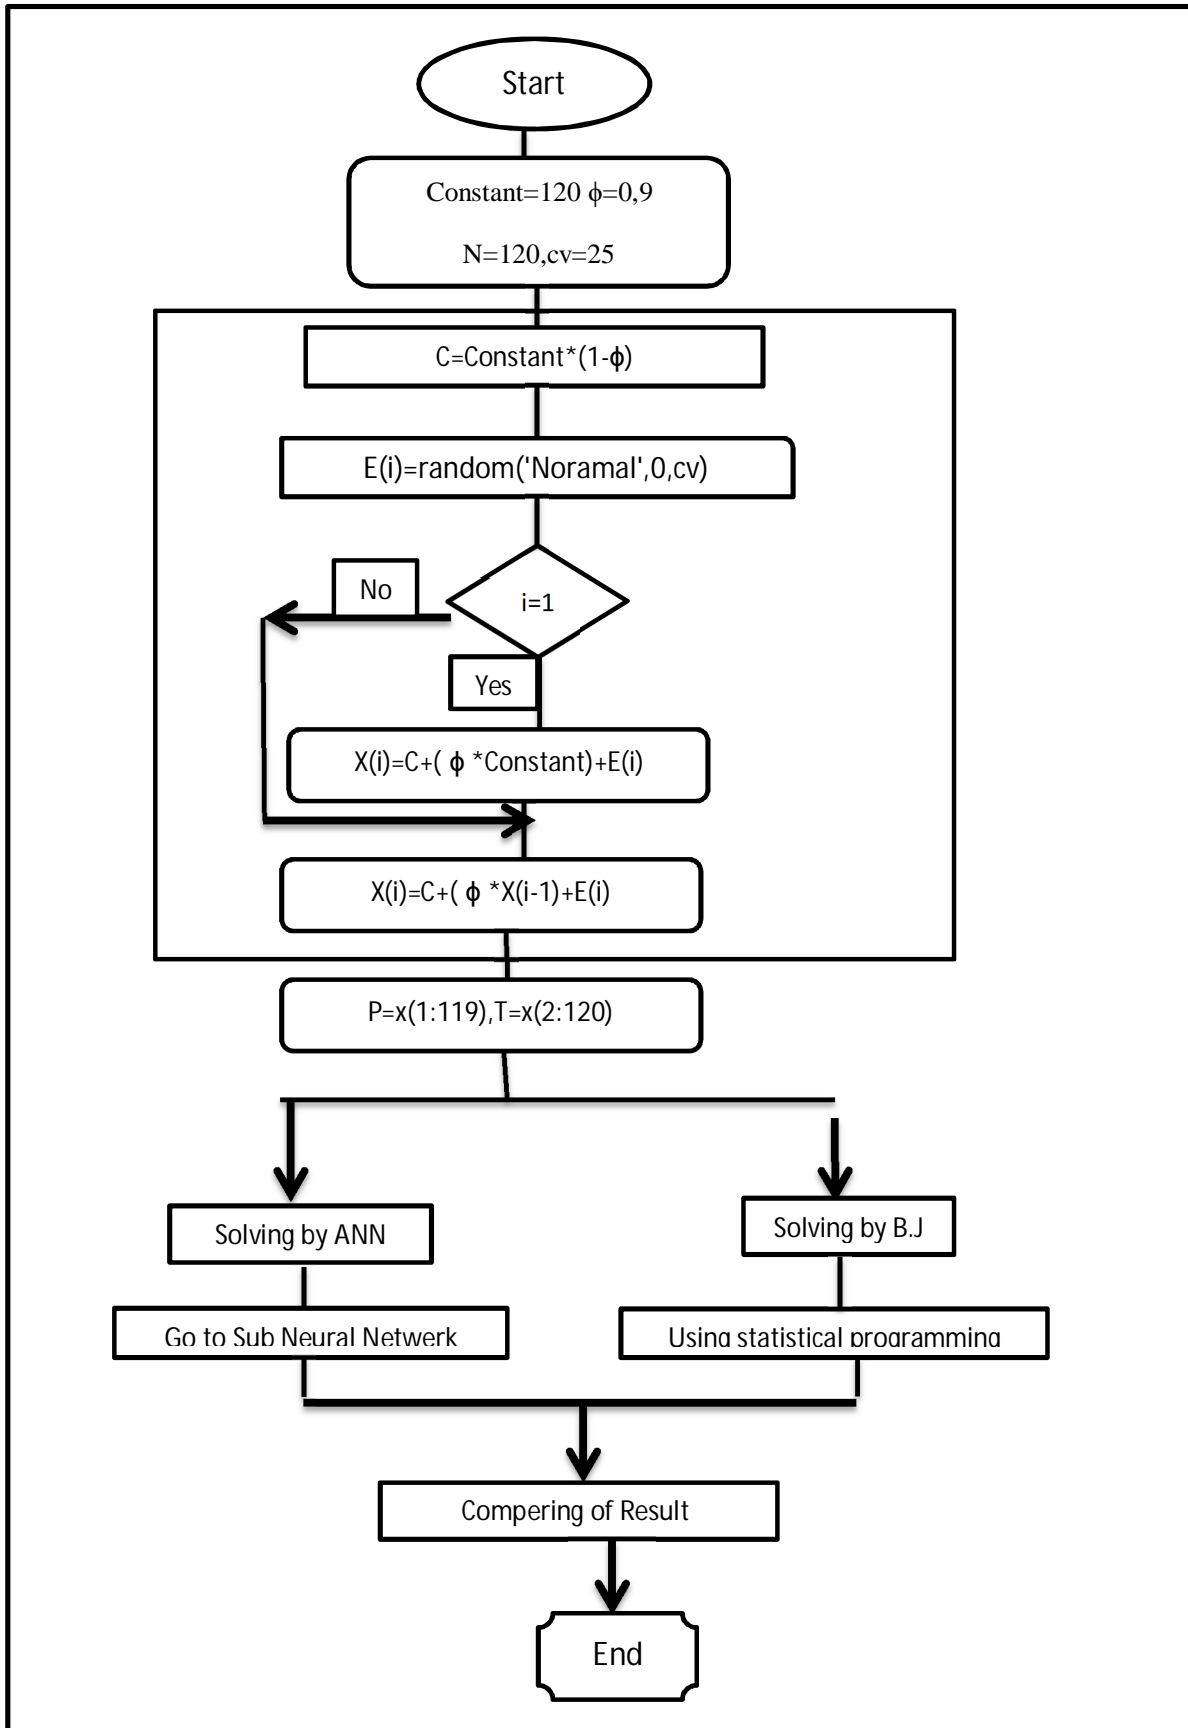 Start
Constant=120 ϕ=0,9
N=120,cv=25
C=Constant*(1-ϕ)
E(i)=random('Noramal',0,cv)
i=1
No
Yes
X(i)=C+( ϕ *Constant)+E(i)
X(i)=C+( ϕ *X(i-1)+E(i)
P=x(1:119),T=x(2:120)
Solving by ANN
Solving by B.J
Go to Sub Neural Netwerk
Using statistical programming
Compering of Result
End